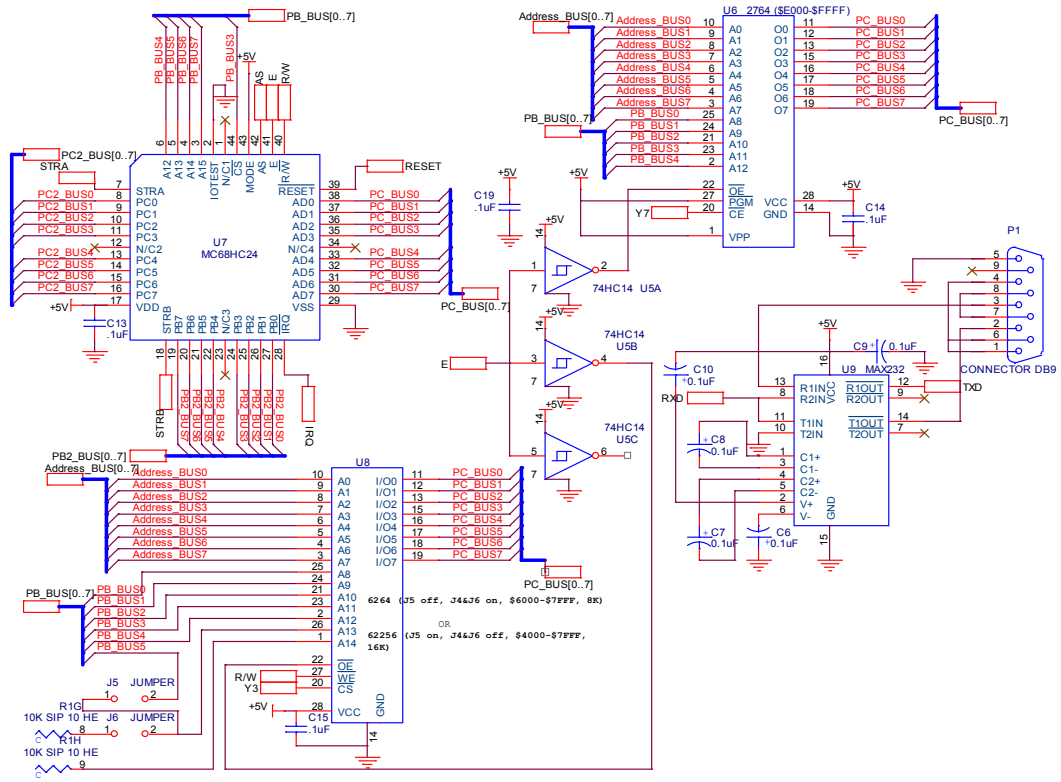 PB_BUS[0..7]
PB_BUS4
PB_BUS5
PB_BUS6
PB_BUS7
PB_BUS3
+5V
AS
E
R/W
6
5
4
3
2
1
44
43
42
41
40
A12
A13
A14
A15
IOTEST
N/C1
CS
MODE
AS
E
R/W
PC2_BUS[0..7]
STRA
PC2_BUS0
PC2_BUS1
PC2_BUS2
PC2_BUS3
PC2_BUS4
PC2_BUS5
PC2_BUS6
PC2_BUS7
+5V
C13
.1uF
7 STRA
8 PC0
9 PC1
10 PC2
11 PC3
12 N/C2
13 PC4
14 PC5
15 PC6
16 PC7
17 VDD
U7
MC68HC24
RESET
RESET 39
AD0 38 PC_BUS0
AD1 37 PC_BUS1
AD2 36 PC_BUS2
AD3 35 PC_BUS3
N/C4 34
AD4 33 PC_BUS4
AD5 32 PC_BUS5
AD6 31 PC_BUS6
AD7 30 PC_BUS7
VSS 29
PC_BUS[0..7]
STRB
PB7
PB6
PB5
PB4
N/C3
PB3
PB2
PB1
PB0
IRQ
18
19
20
21
22
23
24
25
26
27
28
STRB
PB2_BUS7
PB2_BUS6
PB2_BUS5
PB2_BUS4
PB2_BUS3
PB2_BUS2
PB2_BUS1
PB2_BUS0
IRQ
PB2_BUS[0..7]
U6 2764 ($E000-$FFFF)
Address_BUS[0..7]
Address_BUS0 10 A0 O0 11 PC_BUS0
Address_BUS1 9 A1 O1 12 PC_BUS1
Address_BUS2 8 A2 O2 13 PC_BUS2
Address_BUS3 7 A3 O3 15 PC_BUS3
Address_BUS4 6 A4 O4 16 PC_BUS4
Address_BUS5 5 A5 O5 17 PC_BUS5
Address_BUS6 4 A6 O6 18 PC_BUS6
Address_BUS7 3 A7 O7 19 PC_BUS7
PB_BUS[0..7]
PB_BUS0 25 A8
PB_BUS1 24 A9
PB_BUS2 21 A10
PB_BUS3 23 A11
PB_BUS4 2 A12
PC_BUS[0..7]
22 OE
27 PGM
Y7 20 CE
1 VPP
VCC 28
GND 14
+5V
C14
.1uF
+5V
C19
.1uF
+5V
+5V
14
1
2
7
74HC14 U5A
+5V
14
E
3
4
7
74HC14
U5B
+5V
14
5
6
7
74HC14
U5C
P1
5
9
4
8
3
7
2
6
1
CONNECTOR DB9
+5V
16
C9
+
0.1uF
U9 MAX232
C10
+
0.1uF
RXD
13 R1IN
8 R2IN
11 T1IN
10 T2IN
1 C1+
3 C1-
4 C2+
5 C2-
2 V+
6 V-
VCC
R1OUT 12 TXD
R2OUT 9
T1OUT 14
T2OUT 7
GND
15
C8
+
0.1uF
C7
+
0.1uF
C6
+
0.1uF
Address_BUS[0..7]
U8
Address_BUS0 10 A0 I/O0 11 PC_BUS0
Address_BUS1 9 A1 I/O1 12 PC_BUS1
Address_BUS2 8 A2 I/O2 13 PC_BUS2
Address_BUS3 7 A3 I/O3 15 PC_BUS3
Address_BUS4 6 A4 I/O4 16 PC_BUS4
Address_BUS5 5 A5 I/O5 17 PC_BUS5
Address_BUS6 4 A6 I/O6 18 PC_BUS6
Address_BUS7 3 A7 I/O7 19 PC_BUS7
PC_BUS[0..7]
PB_BUS[0..7]
PB_BUS0 25 A8
PB_BUS1 24 A9
PB_BUS2 21 A10
PB_BUS3 23 A11
PB_BUS4 2 A12
PB_BUS5 26 A13
1 A14
6264 (J5 off, J4&J6 on, $6000-$7FFF, 8K)
OR
62256 (J5 on, J4&J6 off, $4000-$7FFF,
16K)
22 OE
R/W 27 WE
Y3 20 CS
+5V 28 VCC
GND
14
C15
.1uF
J5 JUMPER
1 2
R1G
10K SIP 10 HE
J6 JUMPER
C 8 1 2
R1H
10K SIP 10 HE
C 9